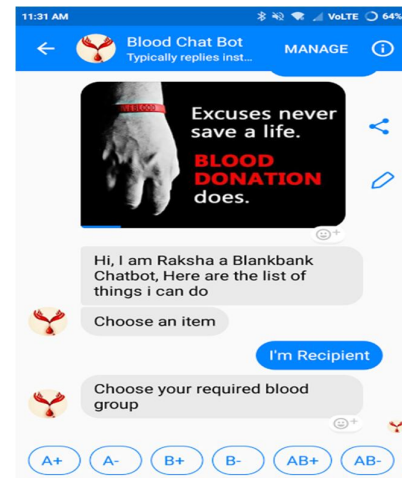 11:31 AM VoLTE 64%
Blood Chat Bot
Typically replies inst...
MANAGE
Excuses never
save a life.
BLOOD
DONATION
does.
Hi, I am Raksha a Blankbank
Chatbot, Here are the list of
things i can do
Choose an item
I'm Recipient
Choose your required blood
group
A+ A- B+ B- AB+ AB-